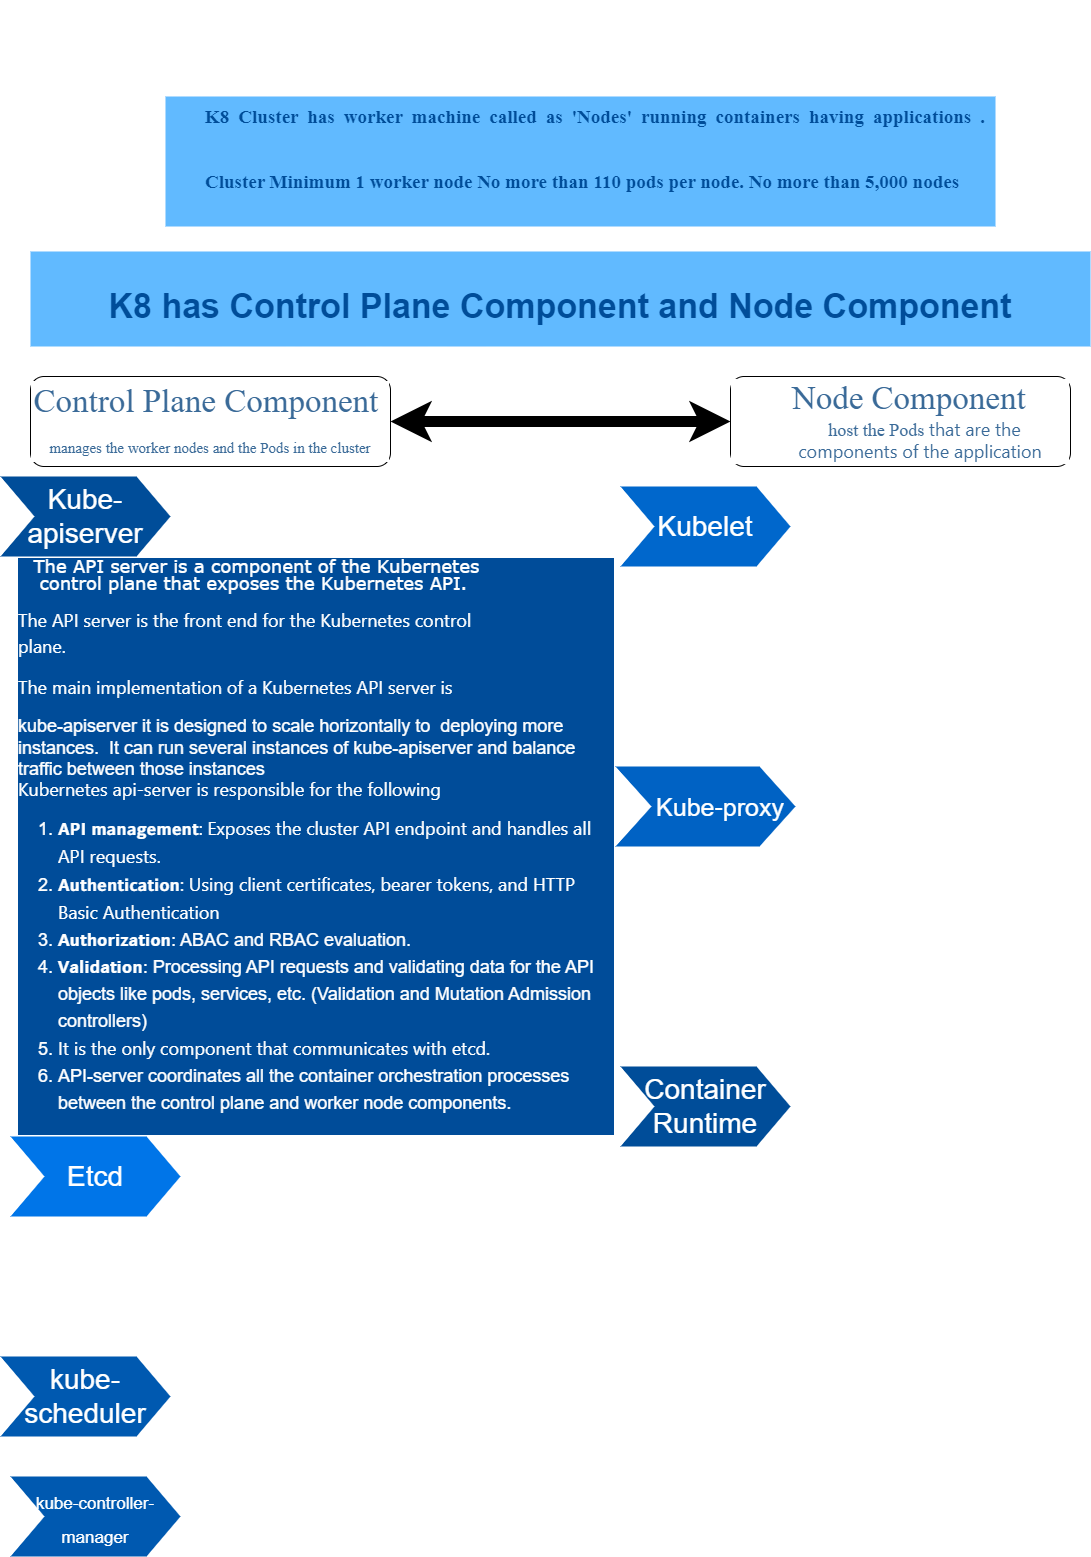 K8 Cluster has worker machine called as 'Nodes' running containers having applications .
Cluster Minimum 1 worker node No more than 110 pods per node. No more than 5,000 nodes
K8 has Control Plane Component and Node Component
Control Plane Component
manages the worker nodes and the Pods in the cluster
Node Component
host the Pods that are the
components of the application
Kube-
apiserver
The API server is a component of the Kubernetes
control plane that exposes the Kubernetes API.
The API server is the front end for the Kubernetes control
plane.
The main implementation of a Kubernetes API server is
kube-apiserver it is designed to scale horizontally to  deploying more
instances.  It can run several instances of kube-apiserver and balance
traffic between those instances
Kubernetes api-server is responsible for the following
1. API management: Exposes the cluster API endpoint and handles all
API requests.
2. Authentication: Using client certificates, bearer tokens, and HTTP
Basic Authentication
3. Authorization: ABAC and RBAC evaluation.
4. Validation: Processing API requests and validating data for the API
objects like pods, services, etc. (Validation and Mutation Admission
controllers)
5. It is the only component that communicates with etcd.
6. API-server coordinates all the container orchestration processes
between the control plane and worker node components.
Etcd
kube-
scheduler
kube-controller-
manager
Kubelet
Kube-proxy
Container
Runtime